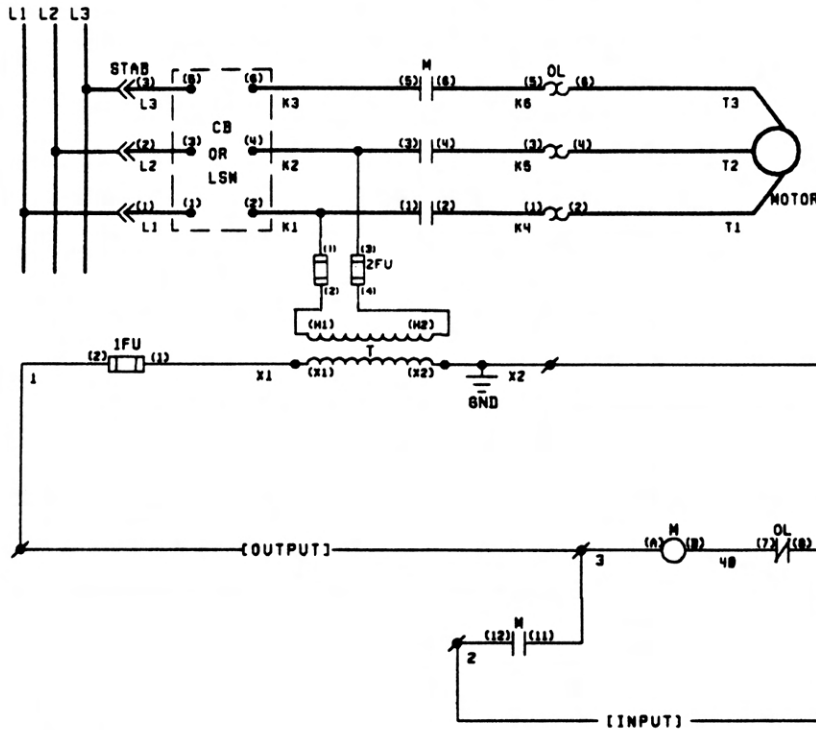 L1 L2 L3
STAB M OL
(3) (5) (6) (5) (6) (5) (6)
L3 K3 K6 T3
CB
(2) (3) (4) (3) (4) (3) (4)
OR
L2 K2 K5 T2
LSW
MOTOR
(1) (1) (2) (1) (2) (1) (2)
L1 K1 K4 T1
(1) (3)
2FU
(2) (4)
(H1) (H2)
1FU
(2) (1) T
1 X1 (X1) (X2) X2
GND
M OL
[OUTPUT] (A) (B) (7) (8)
3 40
M
(12) (11)
2
[INPUT]